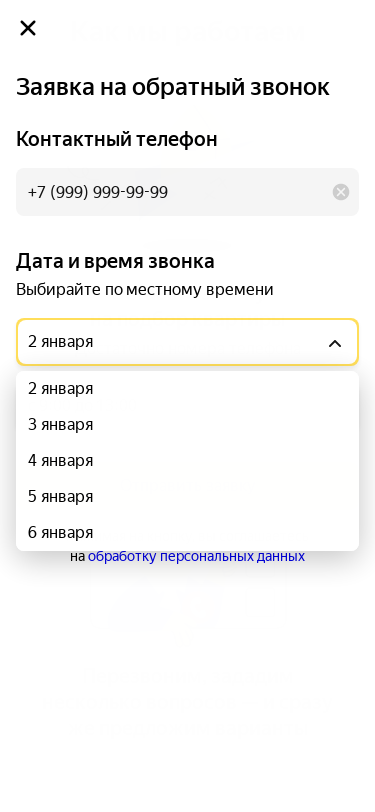 Заявка на обратный звонок
Контактный телефон
+7 (999) 999-99-99
Дата и время звонка
Выбирайте по местному времени
2 января
2 января
3 января
4 января
5 января
6 января
на обработку персональных данных